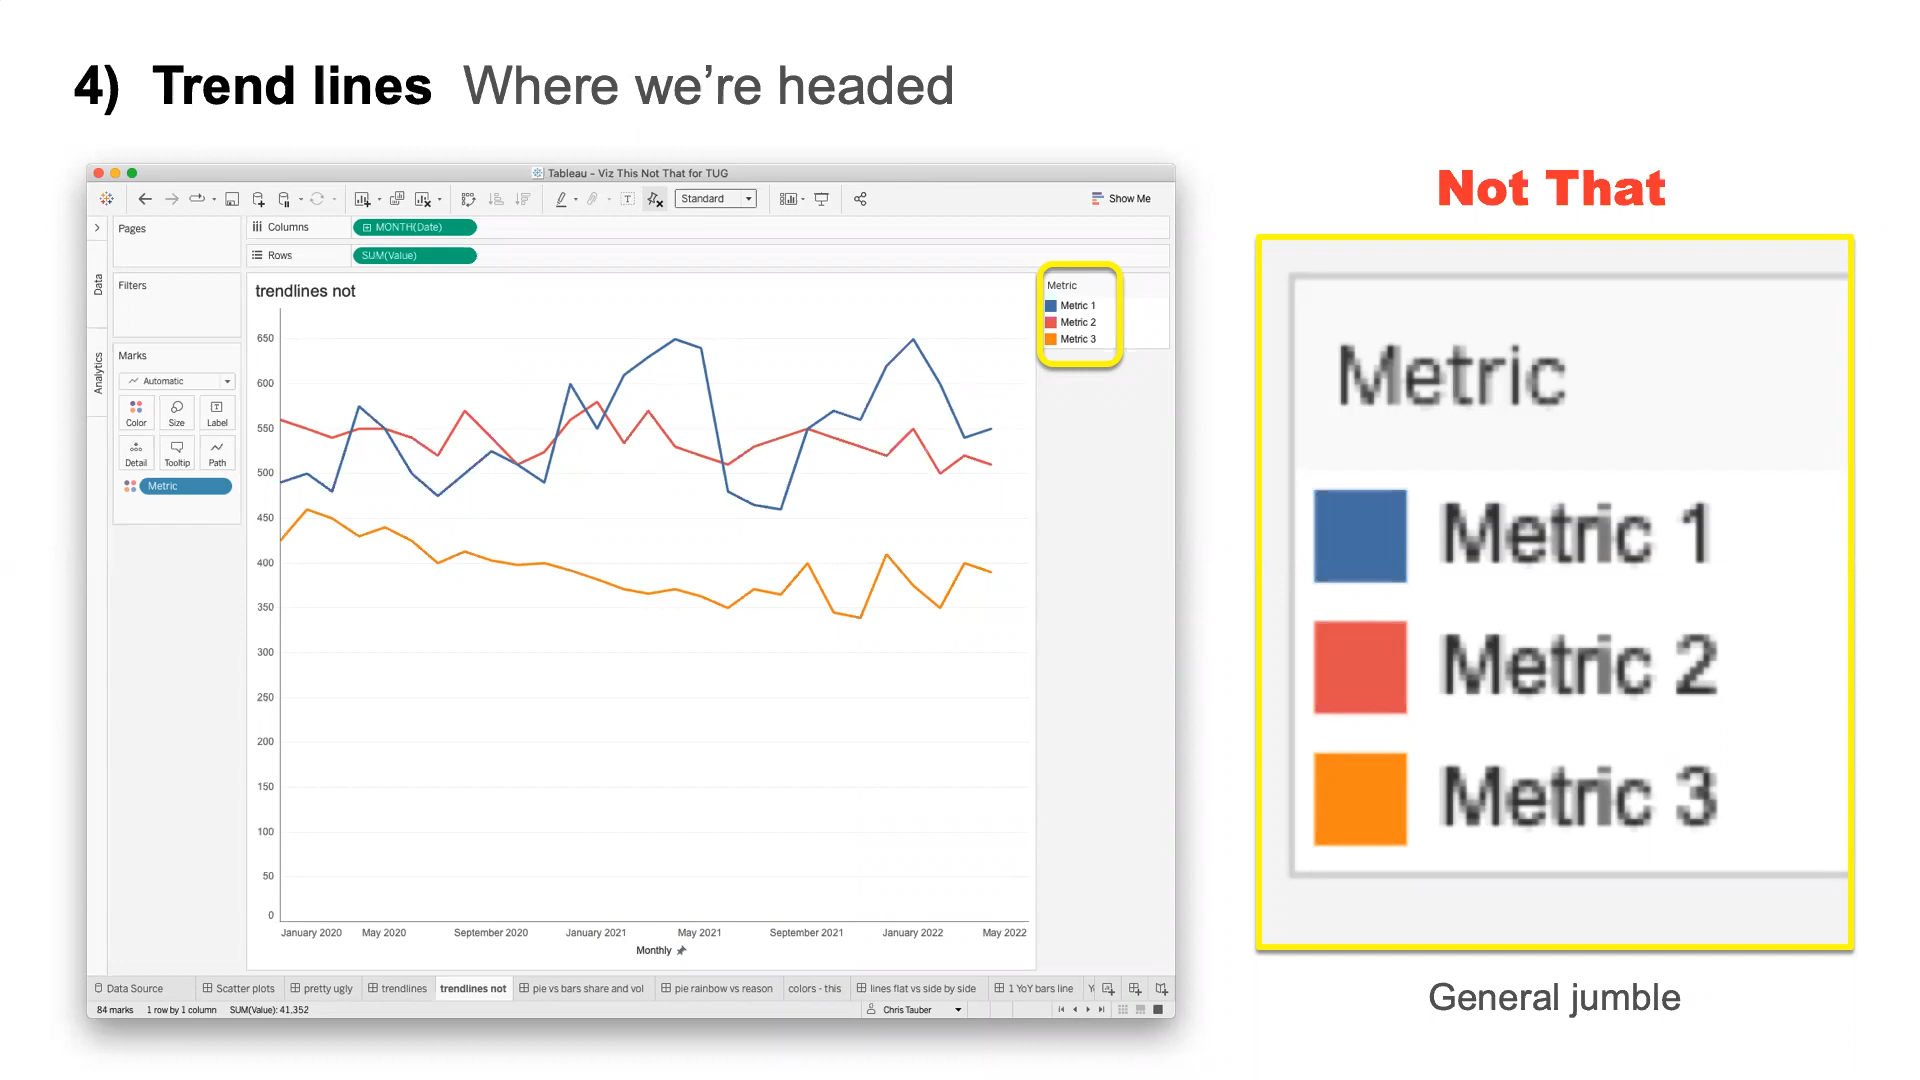 4) Trend lines Where we're headed
Tableau - Viz This Not That for TUG
Standard
Show Me
Pages
Columns
MONTH(Date)
Rows
SUM(Value)
Data
Analytics
Filters
Marks
Automatic
Color
Size
Label
Detail
Tooltip
Path
Metric
trendlines not
650
600
550
500
450
400
350
300
250
200
150
100
50
0
January 2020
May 2020
September 2020
January 2021
May 2021
September 2021
January 2022
May 2022
Monthly
Metric
Metric 1
Metric 2
Metric 3
Data Source
Scatter plots
pretty ugly
trendlines
trendlines not
pie vs bars share and vol
pie rainbow vs reason
colors - this
lines flat vs side by side
1 YoY bars line
84 marks
1 row by 1 column
SUM(Value): 41,352
Chris Tauber
Not That
Metric
Metric 1
Metric 2
Metric 3
General jumble